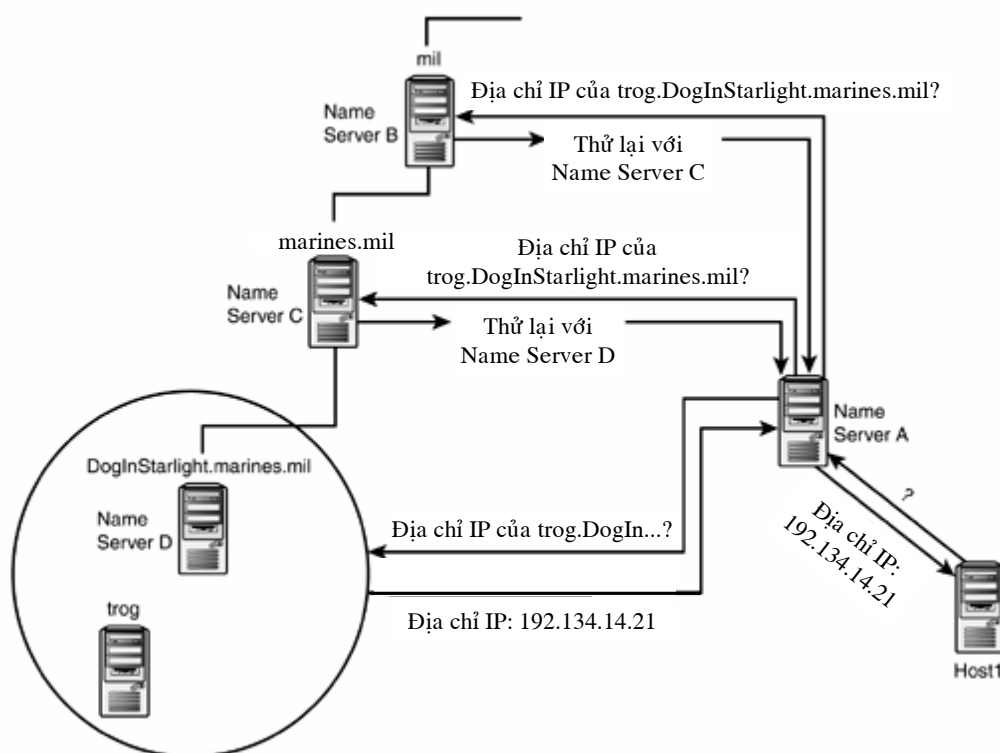 mil
Địa chỉ IP của trog.DogInStarlight.marines.mil?
Name
Server B
Thử lại với
Name Server C
marines.mil
Địa chỉ IP của
trog.DogInStarlight.marines.mil?
Name
Server C
Thử lại với
Name Server D
Name
Server A
DogInStarlight.marines.mil
Name
Server D
Địa chỉ IP của trog.DogIn...?
?
Địa chỉ IP:
192.134.14.21
trog
Địa chỉ IP: 192.134.14.21
Host1